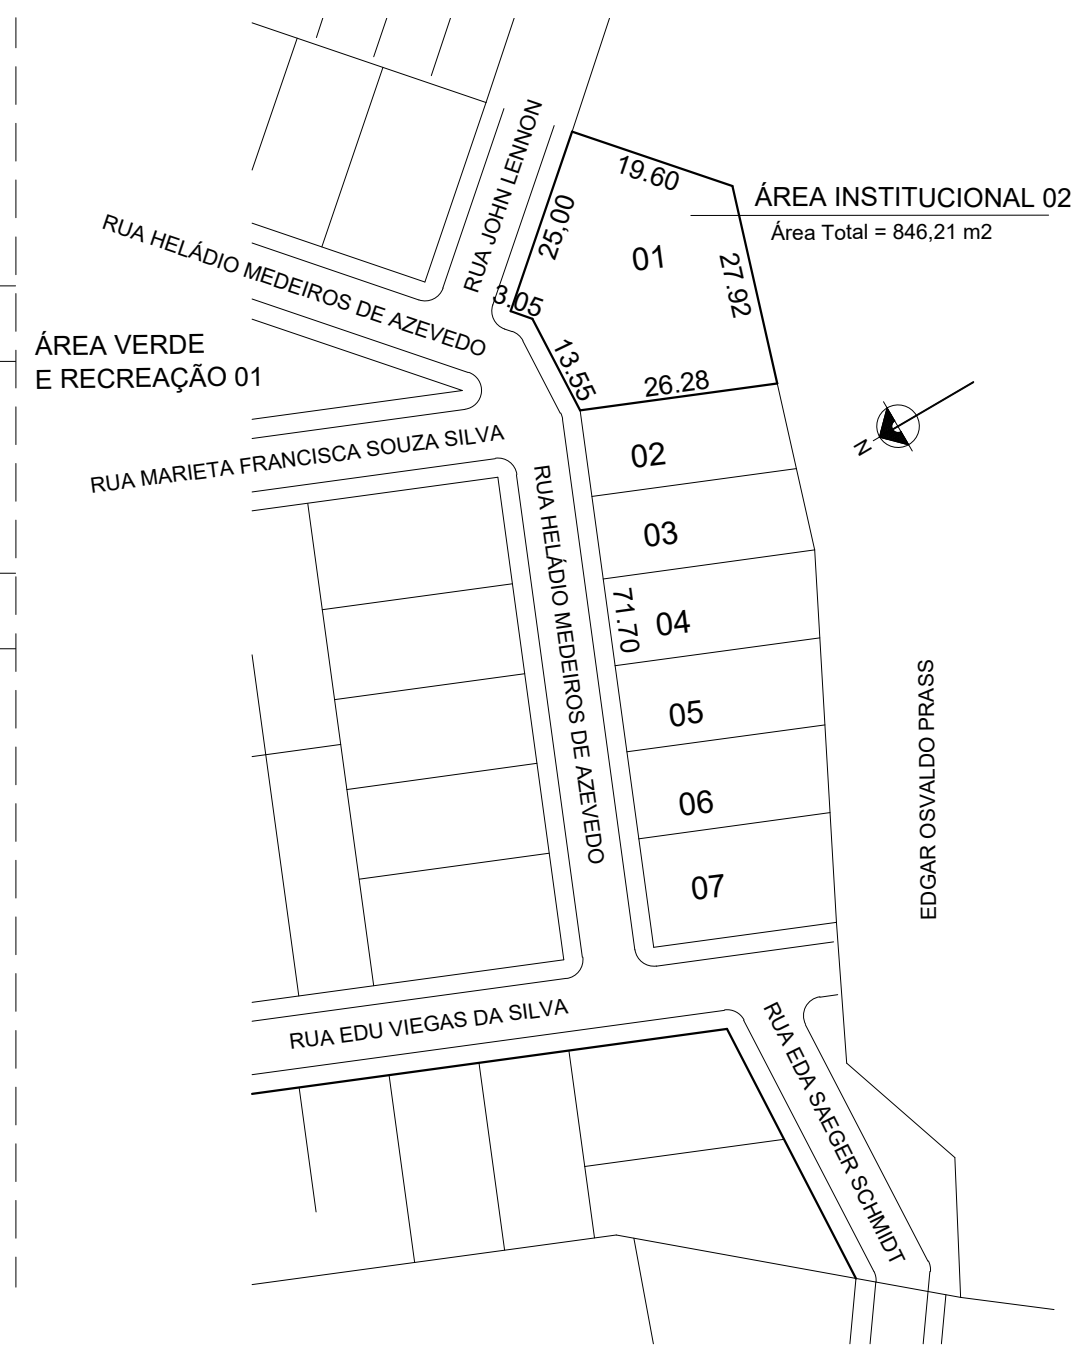 RUA JOHN LENNON
19.60
ÁREA INSTITUCIONAL 02
Área Total = 846,21 m2
25,00
01
27.92
RUA HELÁDIO MEDEIROS DE AZEVEDO
3.05
ÁREA VERDE
E RECREAÇÃO 01
13.55
26.28
N
RUA MARIETA FRANCISCA SOUZA SILVA
02
RUA HELÁDIO MEDEIROS DE AZEVEDO
03
71.70
04
05
EDGAR OSVALDO PRASS
06
07
RUA EDU VIEGAS DA SILVA
RUA EDA SAEGER SCHMIDT